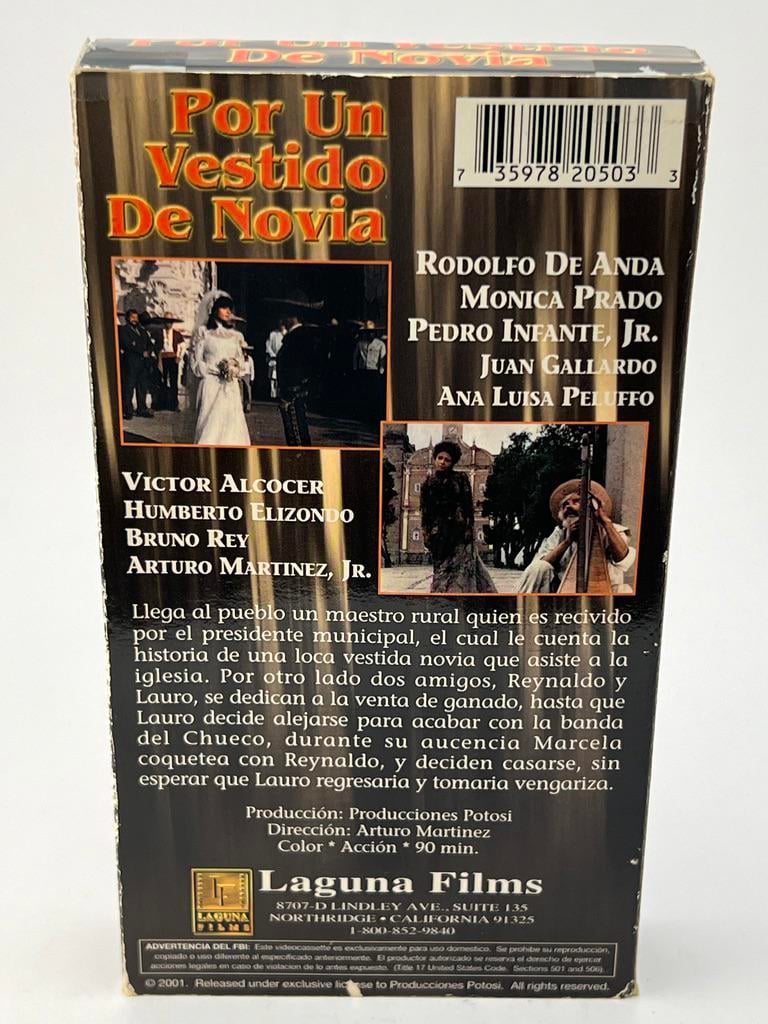 Por Un Vestido
De Novia
Por Un
Vestido
De Novia
7 35978 20503 3
RODOLFO DE ANDA
MONICA PRADO
PEDRO INFANTE, JR.
JUAN GALLARDO
ANA LUISA PELUFFO
VICTOR ALCOCER
HUMBERTO ELIZONDO
BRUNO REY
ARTURO MARTINEZ, JR.
Llega al pueblo un maestro rural quien es recivido
por el presidente municipal, el cual le cuenta la
historia de una loca vestida novia que asiste a la
iglesia. Por otro lado dos amigos, Reynaldo y
Lauro, se dedican a la venta de ganado, hasta que
Lauro decide alejarse para acabar con la banda
del Chueco, durante su aucencia Marcela
coquetea con Reynaldo, y deciden casarse, sin
esperar que Lauro regresaria y tomaria vengariza.
Producción: Producciones Potosi
Dirección: Arturo Martinez
Color * Acción * 90 min.
LF
LAGUNA
FILMS
Laguna Films
8707-D LINDLEY AVE., SUITE 135
NORTHRIDGE • CALIFORNIA 91325
1-800-852-9840
ADVERTENCIA DEL FBI: Este videocassette es exclusivamente para uso domestico. Se prohibe su reproducción,
copiado o uso diferente al especificado anteriormente. El productor autorizado se reserva el derecho de ejercer
acciones legales en caso de violacion de lo antes expuesto. (Title 17 United States Code. Sections 501 and 506).
© 2001. Released under exclusive license to Producciones Potosi. All rights reserved.